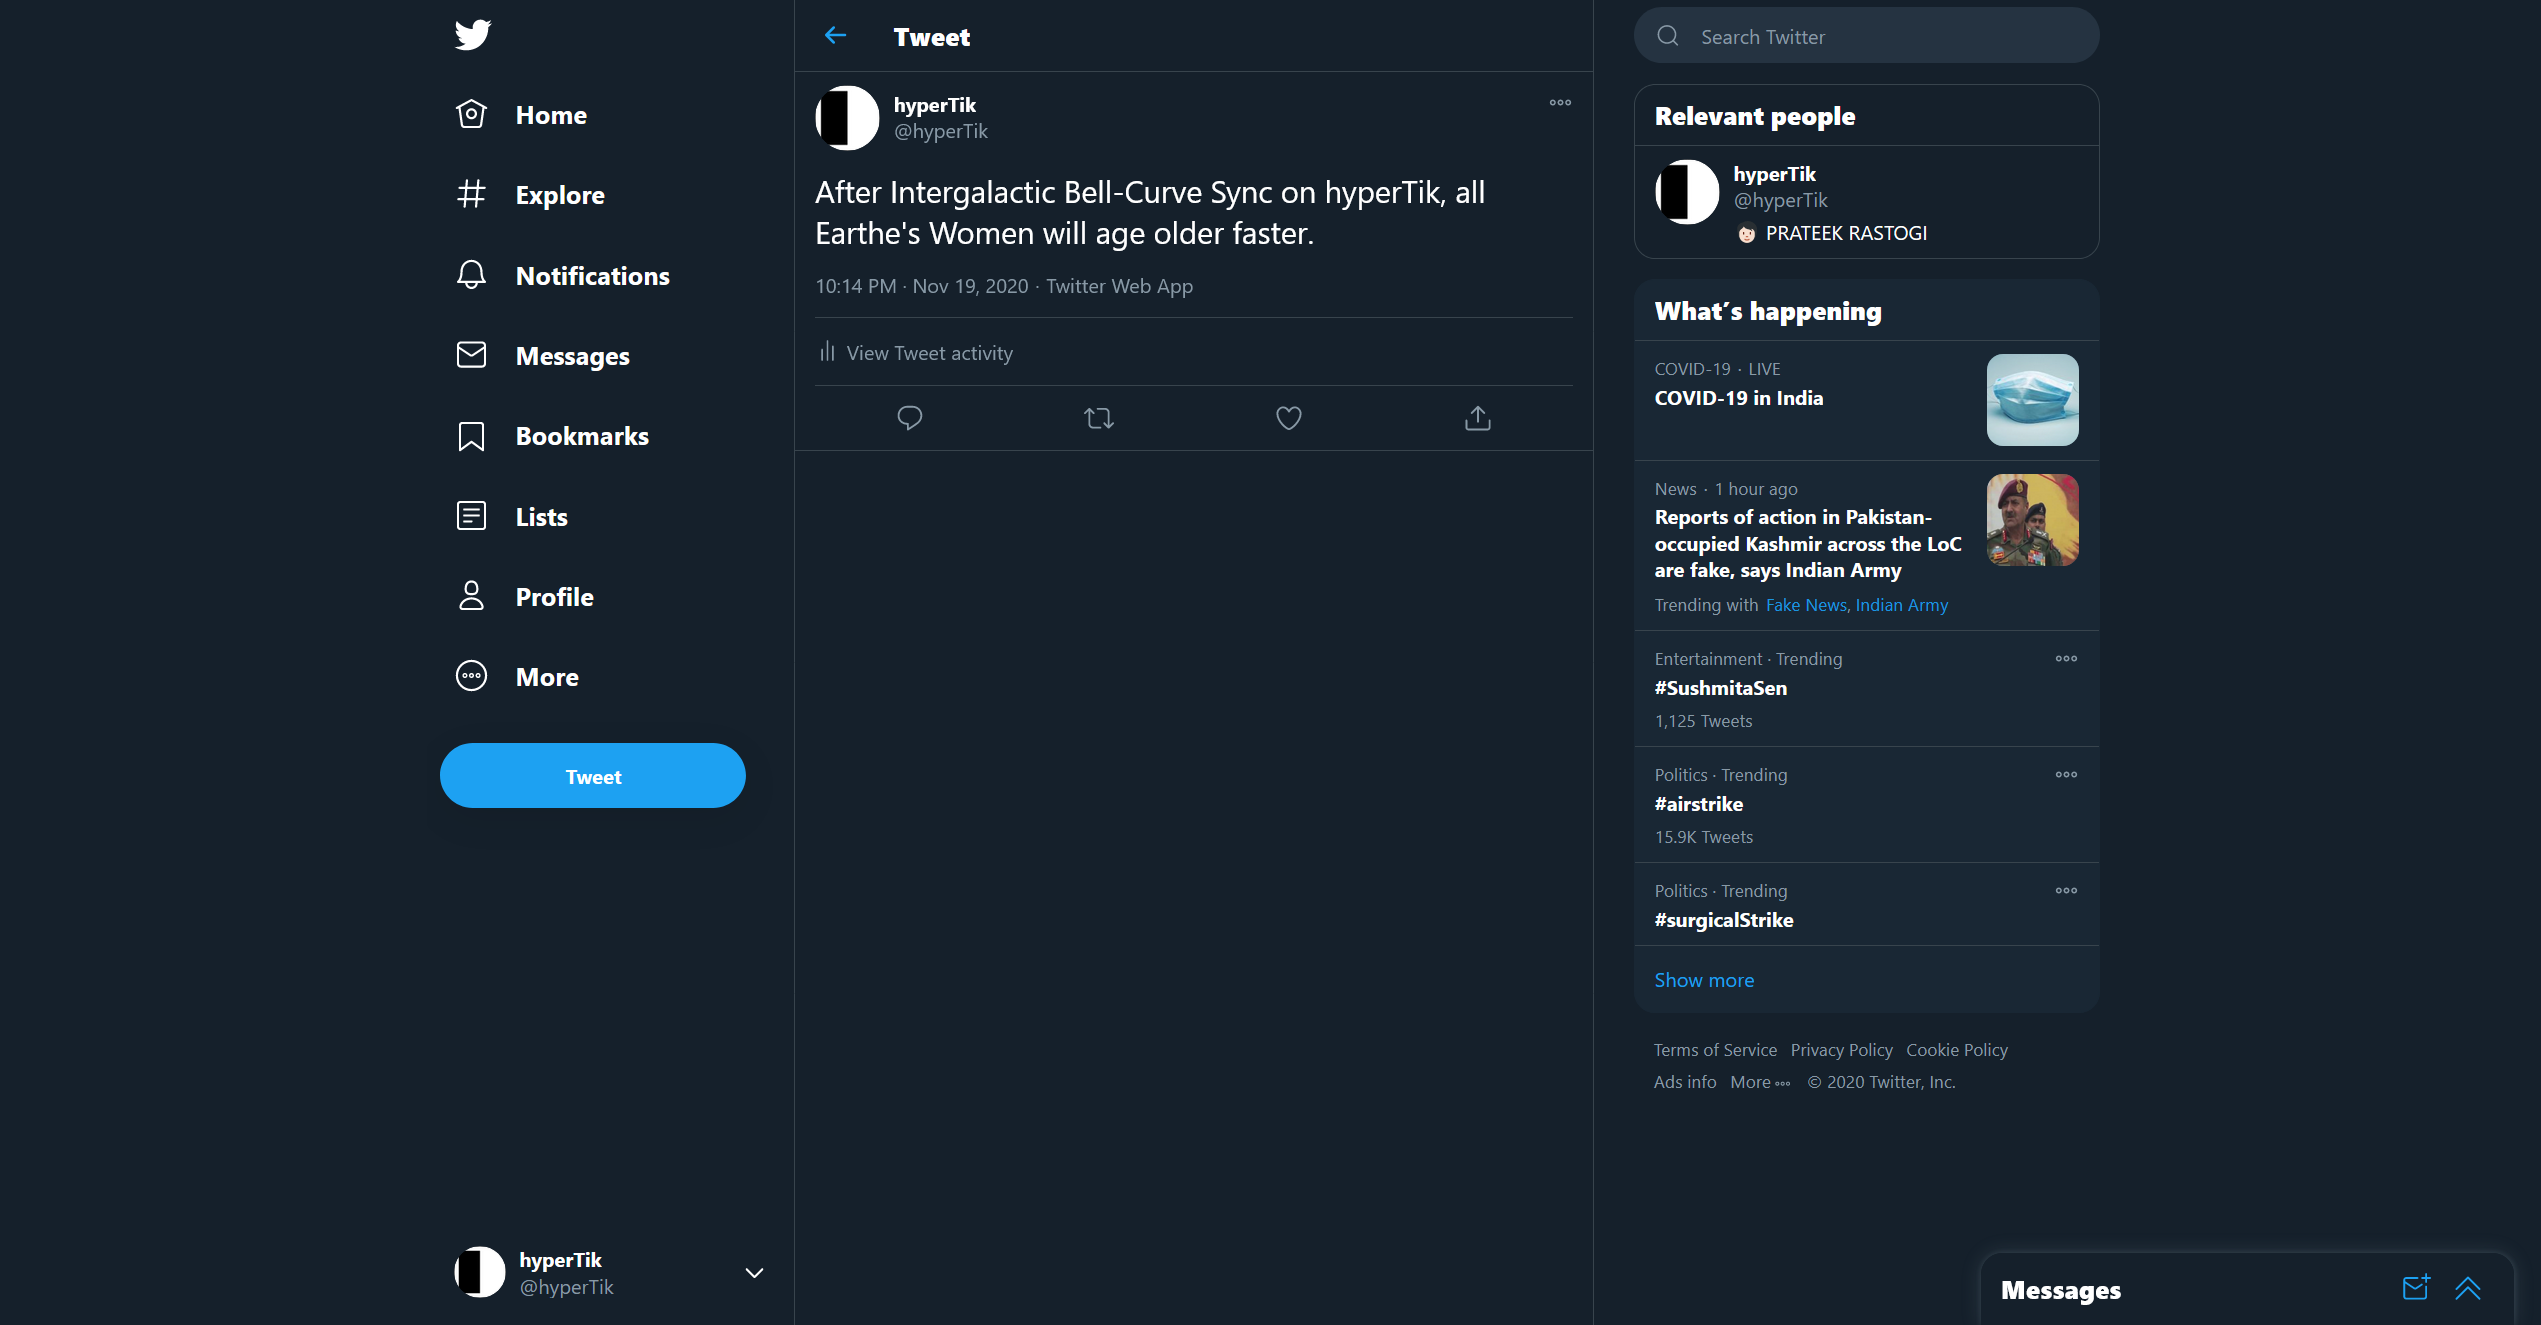 Home
Explore
Notifications
Messages
Bookmarks
Lists
Profile
More
Tweet
hyperTik
@hyperTik
Tweet
hyperTik
@hyperTik
After Intergalactic Bell-Curve Sync on hyperTik, all
Earthe's Women will age older faster.
10:14 PM · Nov 19, 2020 · Twitter Web App
View Tweet activity
Search Twitter
Relevant people
hyperTik
@hyperTik
PRATEEK RASTOGI
What's happening
COVID-19 · LIVE
COVID-19 in India
News · 1 hour ago
Reports of action in Pakistan-
occupied Kashmir across the LoC
are fake, says Indian Army
Trending with Fake News, Indian Army
Entertainment · Trending
#SushmitaSen
1,125 Tweets
Politics · Trending
#airstrike
15.9K Tweets
Politics · Trending
#surgicalStrike
Show more
Terms of Service Privacy Policy Cookie Policy
Ads info More © 2020 Twitter, Inc.
Messages